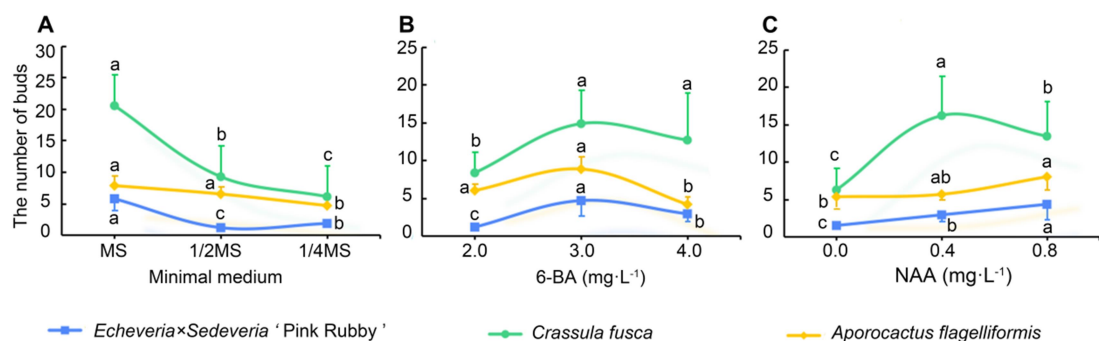 A
The number of buds
30
25
20
15
10
5
0
a
b
c
a
a
b
a
c
b
MS 1/2MS 1/4MS
Minimal medium
B
25
20
15
10
5
0
b
a
a
a
a
b
c
a
b
2.0 3.0 4.0
6-BA (mg·L-1)
C
25
20
15
10
5
0
c
a
b
b
ab
a
c
b
a
0.0 0.4 0.8
NAA (mg·L-1)
Echeveria×Sedeveria ‘ Pink Rubby ’ Crassula fusca Aporocactus flagelliformis